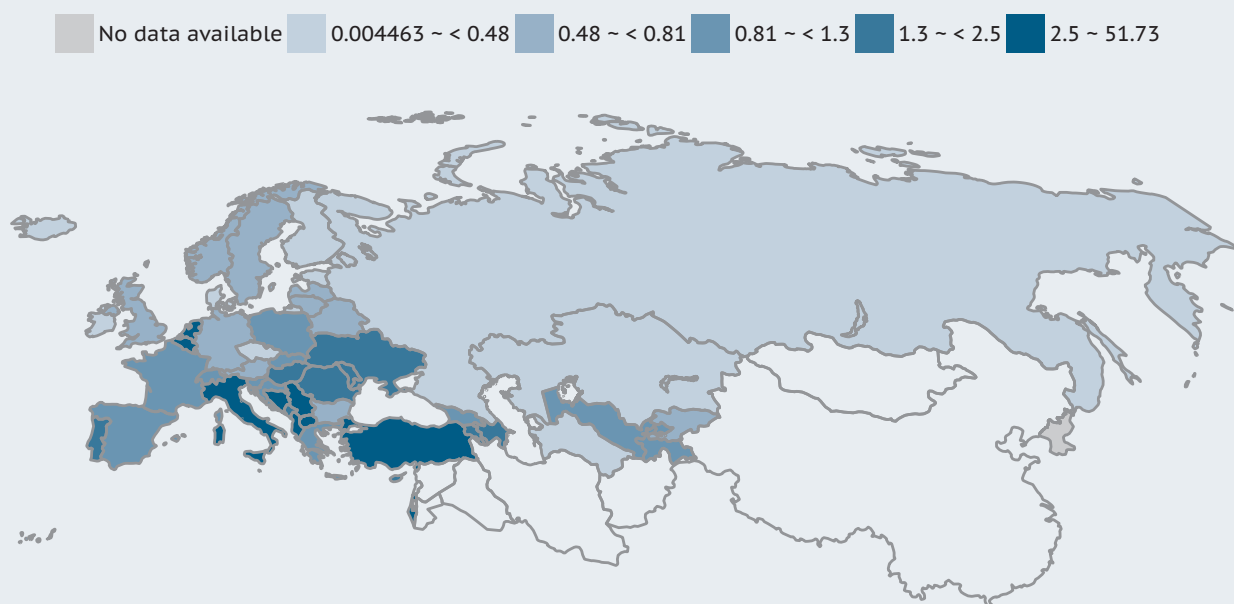 No data available 0.004463 ~ < 0.48 0.48 ~ < 0.81 0.81 ~ < 1.3 1.3 ~ < 2.5 2.5 ~ 51.73